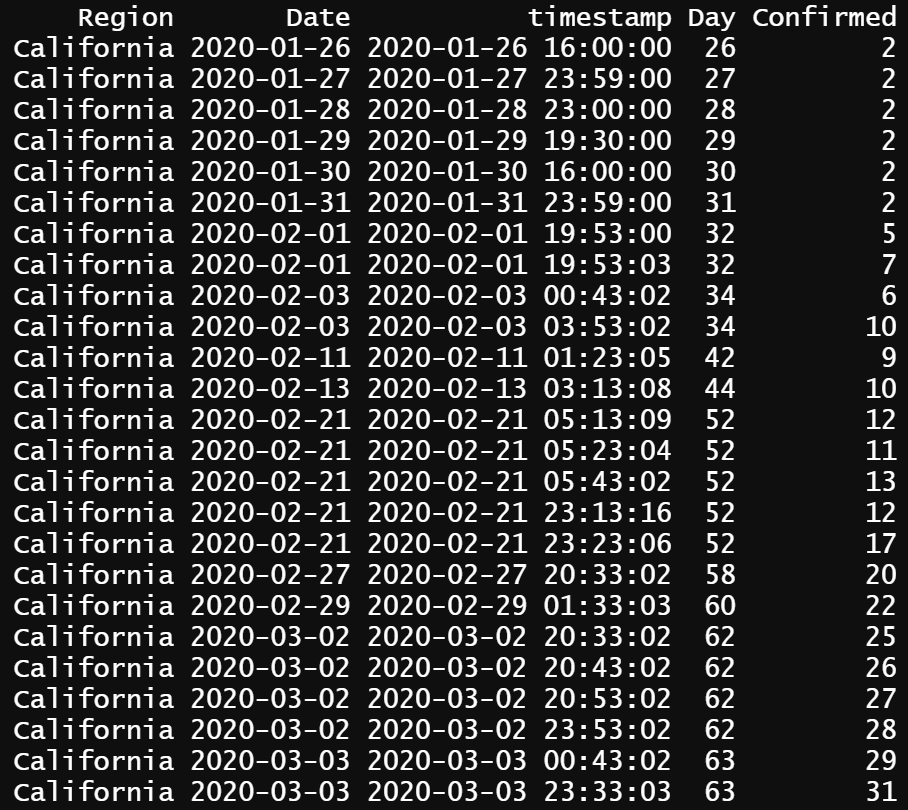 Region Date timestamp Day Confirmed
California 2020-01-26 2020-01-26 16:00:00 26 2
California 2020-01-27 2020-01-27 23:59:00 27 2
California 2020-01-28 2020-01-28 23:00:00 28 2
California 2020-01-29 2020-01-29 19:30:00 29 2
California 2020-01-30 2020-01-30 16:00:00 30 2
California 2020-01-31 2020-01-31 23:59:00 31 2
California 2020-02-01 2020-02-01 19:53:00 32 5
California 2020-02-01 2020-02-01 19:53:03 32 7
California 2020-02-03 2020-02-03 00:43:02 34 6
California 2020-02-03 2020-02-03 03:53:02 34 10
California 2020-02-11 2020-02-11 01:23:05 42 9
California 2020-02-13 2020-02-13 03:13:08 44 10
California 2020-02-21 2020-02-21 05:13:09 52 12
California 2020-02-21 2020-02-21 05:23:04 52 11
California 2020-02-21 2020-02-21 05:43:02 52 13
California 2020-02-21 2020-02-21 23:13:16 52 12
California 2020-02-21 2020-02-21 23:23:06 52 17
California 2020-02-27 2020-02-27 20:33:02 58 20
California 2020-02-29 2020-02-29 01:33:03 60 22
California 2020-03-02 2020-03-02 20:33:02 62 25
California 2020-03-02 2020-03-02 20:43:02 62 26
California 2020-03-02 2020-03-02 20:53:02 62 27
California 2020-03-02 2020-03-02 23:53:02 62 28
California 2020-03-03 2020-03-03 00:43:02 63 29
California 2020-03-03 2020-03-03 23:33:03 63 31